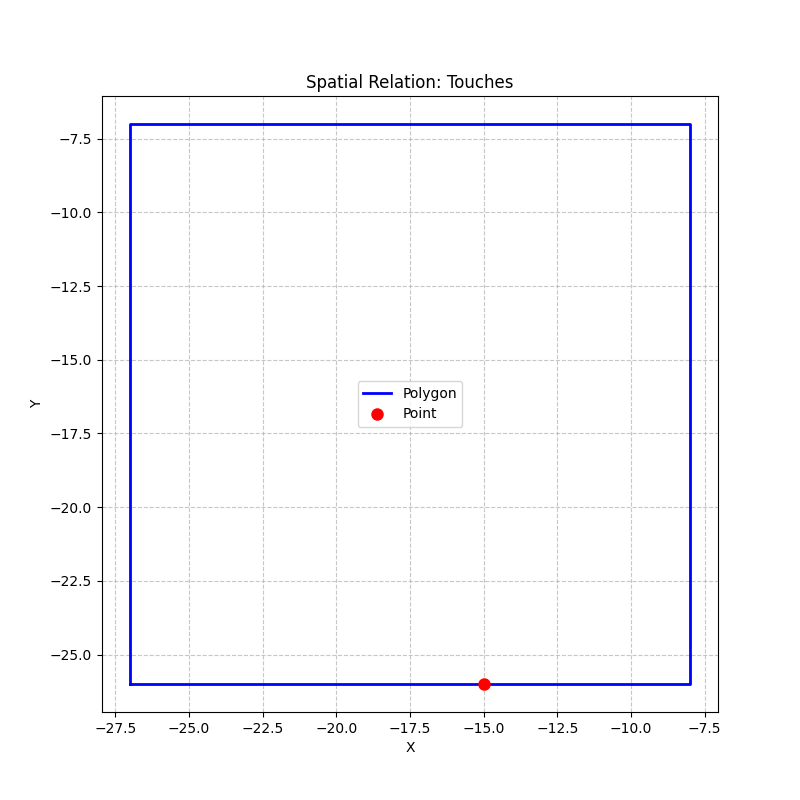 Spatial Relation: Touches
−7.5
−10.0
−12.5
−15.0
−17.5
−20.0
−22.5
−25.0
Y
Polygon
Point
−27.5 −25.0 −22.5 −20.0 −17.5 −15.0 −12.5 −10.0 −7.5
X